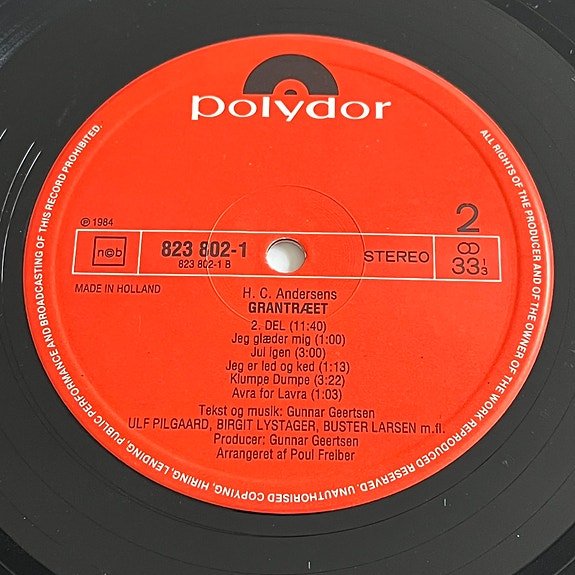 polydor
ALL RIGHTS OF THE PRODUCER AND OF THE OWNER OF THE WORK REPRODUCED RESERVED. UNAUTHORISED COPYING, HIRING, LENDING, PUBLIC PERFORMANCE AND BROADCASTING OF THIS RECORD PROHIBITED.
℗ 1984
2
n©b
823 802-1
823 802-1 B
STEREO
33 1/3
MADE IN HOLLAND
H. C. Andersens
GRANTRÆET
2. DEL (11:40)
Jeg glæder mig (1:00)
Jul igen (3:00)
Jeg er led og ked (1:13)
Klumpe Dumpe (3:22)
Avra for Lavra (1:03)
Tekst og musik: Gunnar Geertsen
ULF PILGAARD, BIRGIT LYSTAGER, BUSTER LARSEN m.fl.
Producer: Gunnar Geertsen
Arrangeret af Poul Freiber